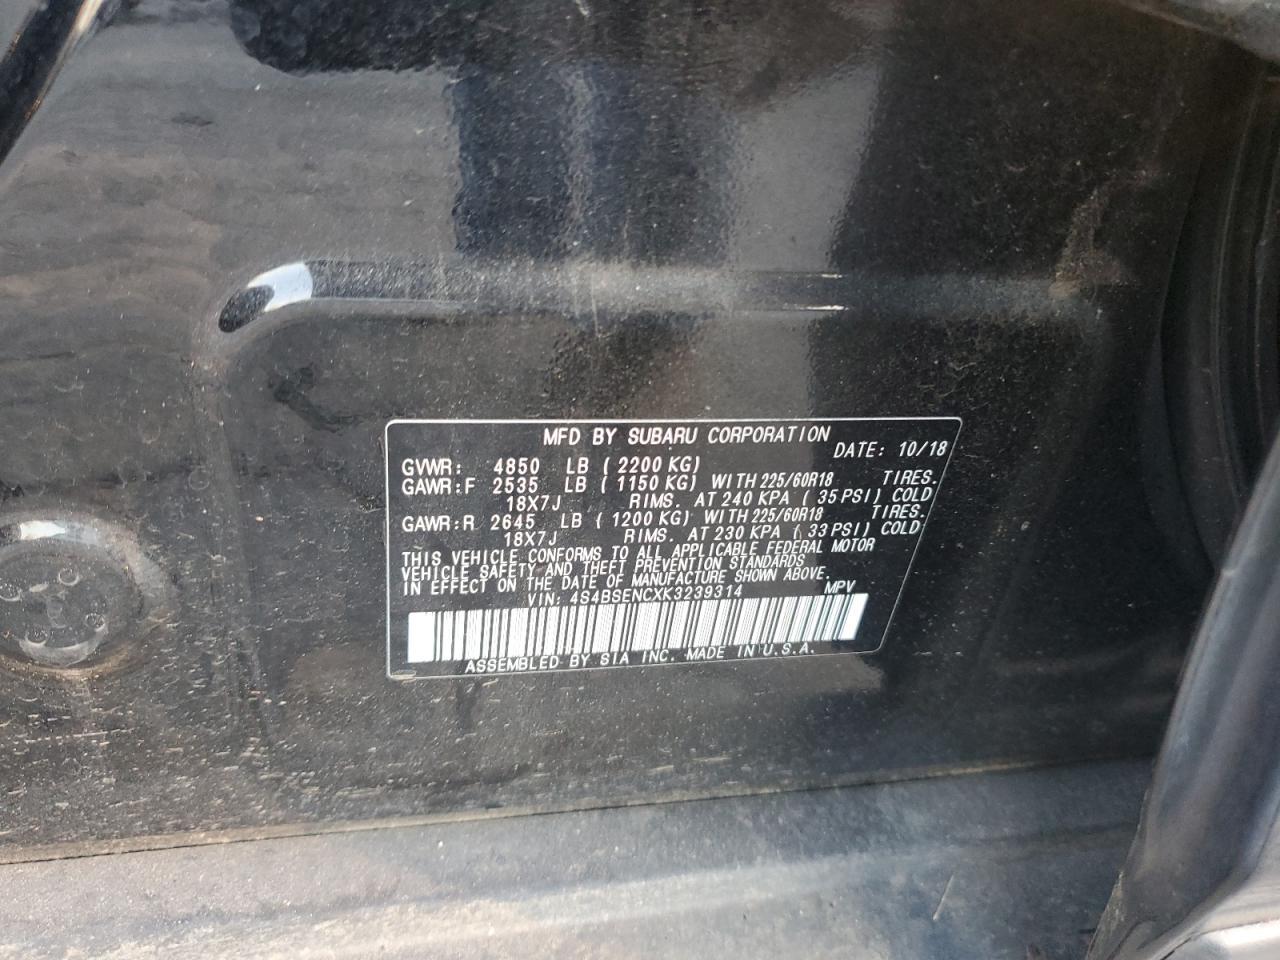 MFD BY SUBARU CORPORATION
DATE: 10/18
GVWR: 4850 LB (2200 KG)
GAWR:F 2535 LB (1150 KG) WITH 225/60R18 TIRES.
18X7J RIMS. AT 240 KPA (35 PSI) COLD
GAWR:R 2645 LB (1200 KG) WITH 225/60R18 TIRES.
18X7J RIMS. AT 230 KPA (33 PSI) COLD
THIS VEHICLE CONFORMS TO ALL APPLICABLE FEDERAL MOTOR
VEHICLE SAFETY AND THEFT PREVENTION STANDARDS
IN EFFECT ON THE DATE OF MANUFACTURE SHOWN ABOVE.
VIN: 4S4BSENCXK3239314 MPV
ASSEMBLED BY SIA INC. MADE IN U.S.A.